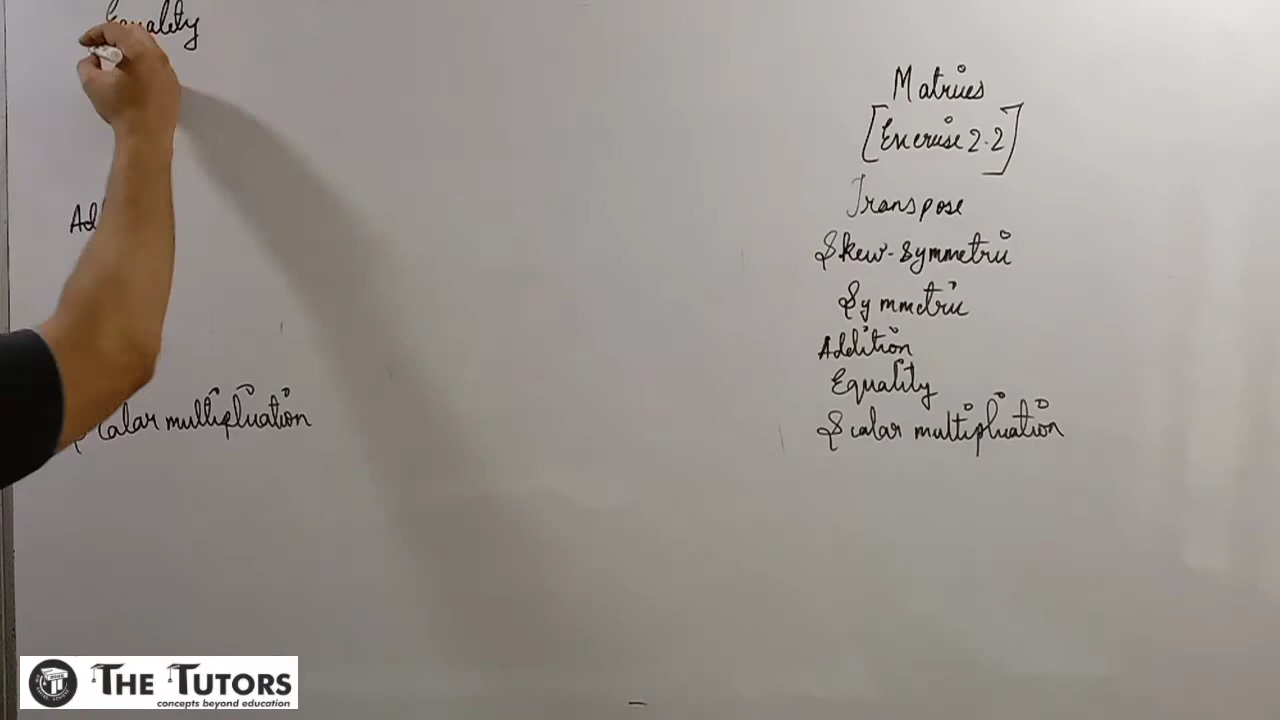 Equality
Ad
Scalar multiplication
Matrices
[Exercise 2.2]
Transpose
Skew-symmetric
Symmetric
Addition
Equality
Scalar multiplication
THE TUTORS
concepts beyond education